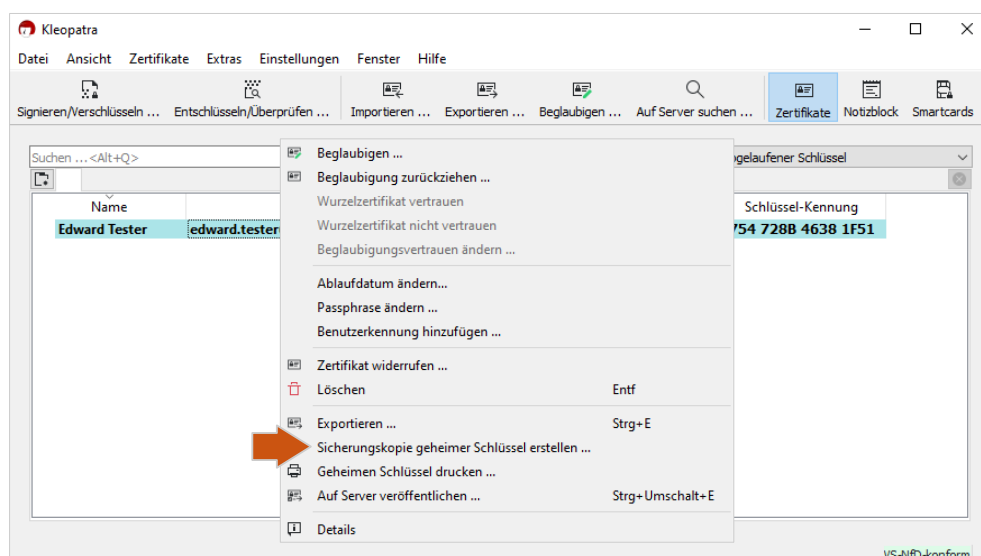 Kleopatra
Datei Ansicht Zertifikate Extras Einstellungen Fenster Hilfe
Signieren/Verschlüsseln ... Entschlüsseln/Überprüfen ... Importieren ... Exportieren ... Beglaubigen ... Auf Server suchen ... Zertifikate Notizblock Smartcards
Suchen ...<Alt+Q>
Schlüssel
Name Schlüssel-Kennung
Edward Tester edward.tester 754 728B 4638 1F51
Beglaubigen ...
Beglaubigung zurückziehen ...
Wurzelzertifikat vertrauen
Wurzelzertifikat nicht vertrauen
Beglaubigungsvertrauen ändern ...
Ablaufdatum ändern...
Passphrase ändern ...
Benutzerkennung hinzufügen ...
Zertifikat widerrufen ...
Löschen Entf
Exportieren ... Strg+E
Sicherungskopie geheimer Schlüssel erstellen ...
Geheimen Schlüssel drucken ...
Auf Server veröffentlichen ... Strg+Umschalt+E
Details
VS-NfD-konform